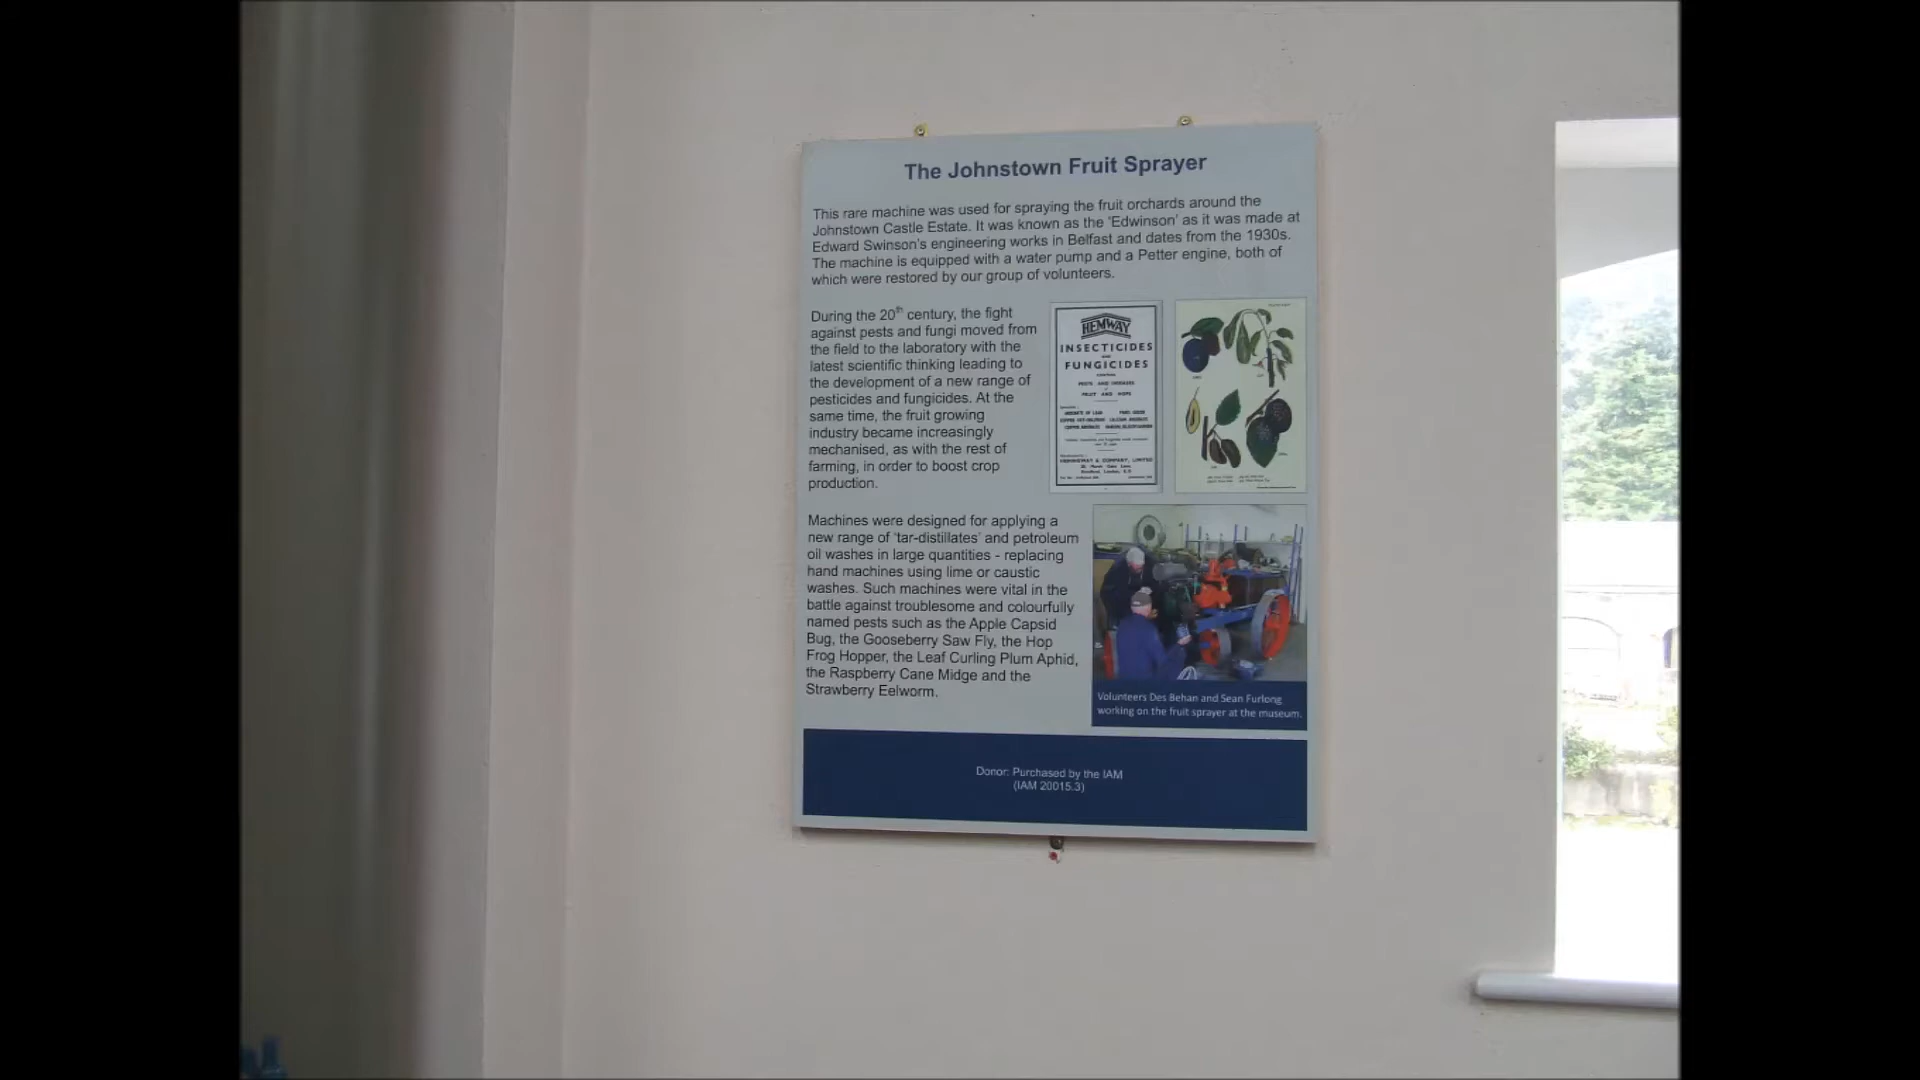 The Johnstown Fruit Sprayer
This rare machine was used for spraying the fruit orchards around the
Johnstown Castle Estate. It was known as the 'Edwinson' as it was made at
Edward Swinson's engineering works in Belfast and dates from the 1930s.
The machine is equipped with a water pump and a Petter engine, both of
which were restored by our group of volunteers.
During the 20th century, the fight
against pests and fungi moved from
the field to the laboratory with the
latest scientific thinking leading to
the development of a new range of
pesticides and fungicides. At the
same time, the fruit growing
industry became increasingly
mechanised, as with the rest of
farming, in order to boost crop
production.
HEMWAY
INSECTICIDES
and
FUNGICIDES
PESTS AND DISEASES
FRUIT AND HOPS
Machines were designed for applying a
new range of 'tar-distillates' and petroleum
oil washes in large quantities - replacing
hand machines using lime or caustic
washes. Such machines were vital in the
battle against troublesome and colourfully
named pests such as the Apple Capsid
Bug, the Gooseberry Saw Fly, the Hop
Frog Hopper, the Leaf Curling Plum Aphid,
the Raspberry Cane Midge and the
Strawberry Eelworm.
Volunteers Des Behan and Sean Furlong
working on the fruit sprayer at the museum.
Donor: Purchased by the IAM
(IAM 20015.3)